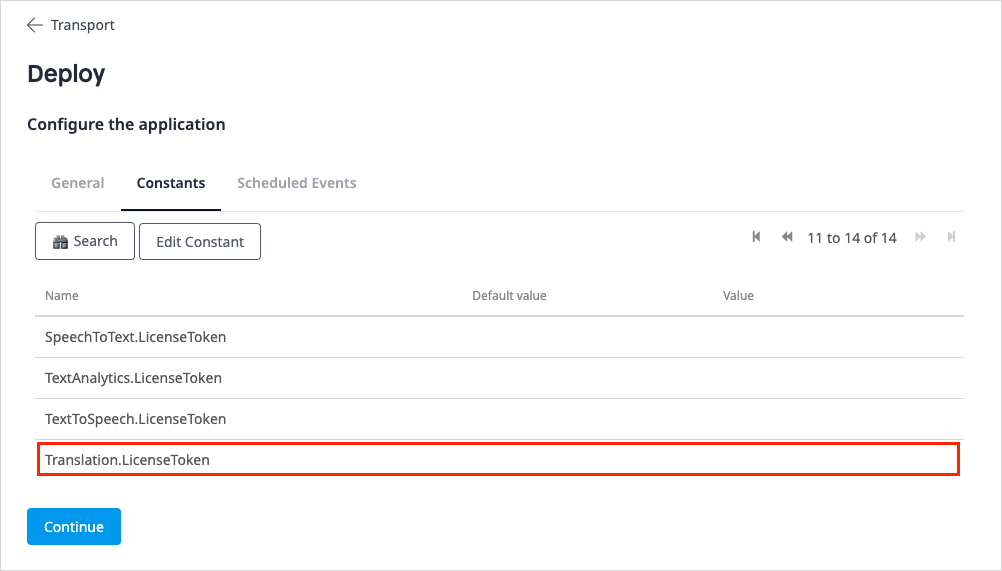 Transport
Deploy
Configure the application
General Constants Scheduled Events
Search Edit Constant 11 to 14 of 14
Name Default value Value
SpeechToText.LicenseToken
TextAnalytics.LicenseToken
TextToSpeech.LicenseToken
Translation.LicenseToken
Continue